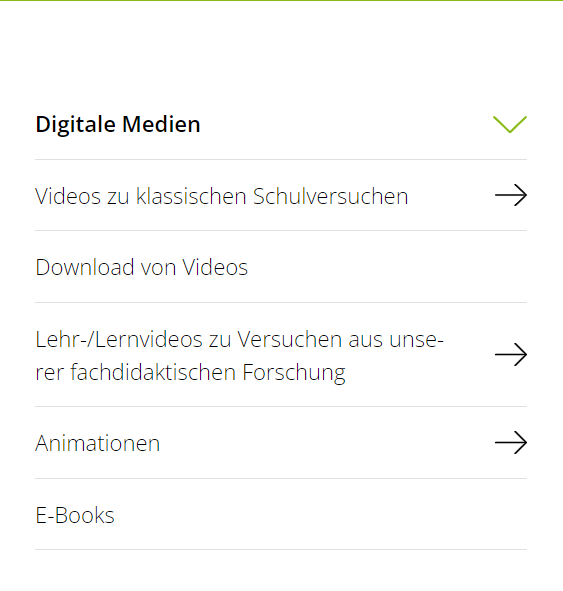 Digitale Medien
Videos zu klassischen Schulversuchen
Download von Videos
Lehr-/Lernvideos zu Versuchen aus unse-
rer fachdidaktischen Forschung
Animationen
E-Books